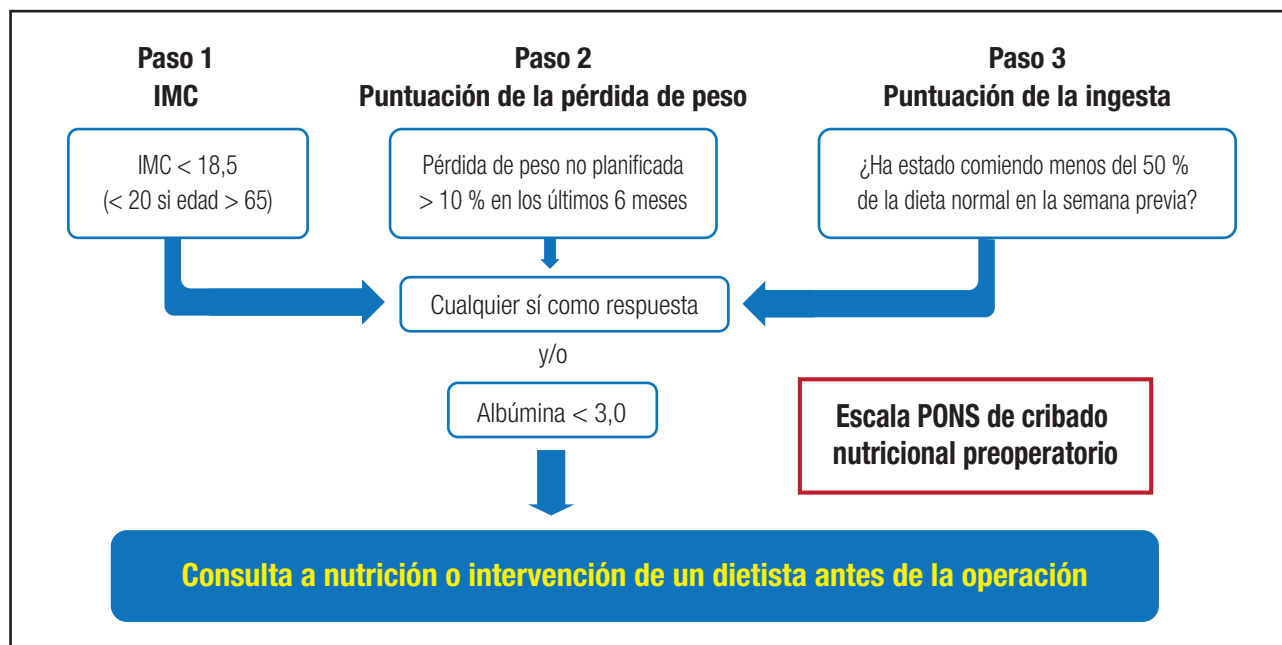 Paso 1
IMC
IMC < 18,5
(< 20 si edad > 65)
Paso 2
Puntuación de la pérdida de peso
Pérdida de peso no planificada
> 10 % en los últimos 6 meses
Paso 3
Puntuación de la ingesta
¿Ha estado comiendo menos del 50 %
de la dieta normal en la semana previa?
Cualquier sí como respuesta
y/o
Albúmina < 3,0
Escala PONS de cribado
nutricional preoperatorio
Consulta a nutrición o intervención de un dietista antes de la operación